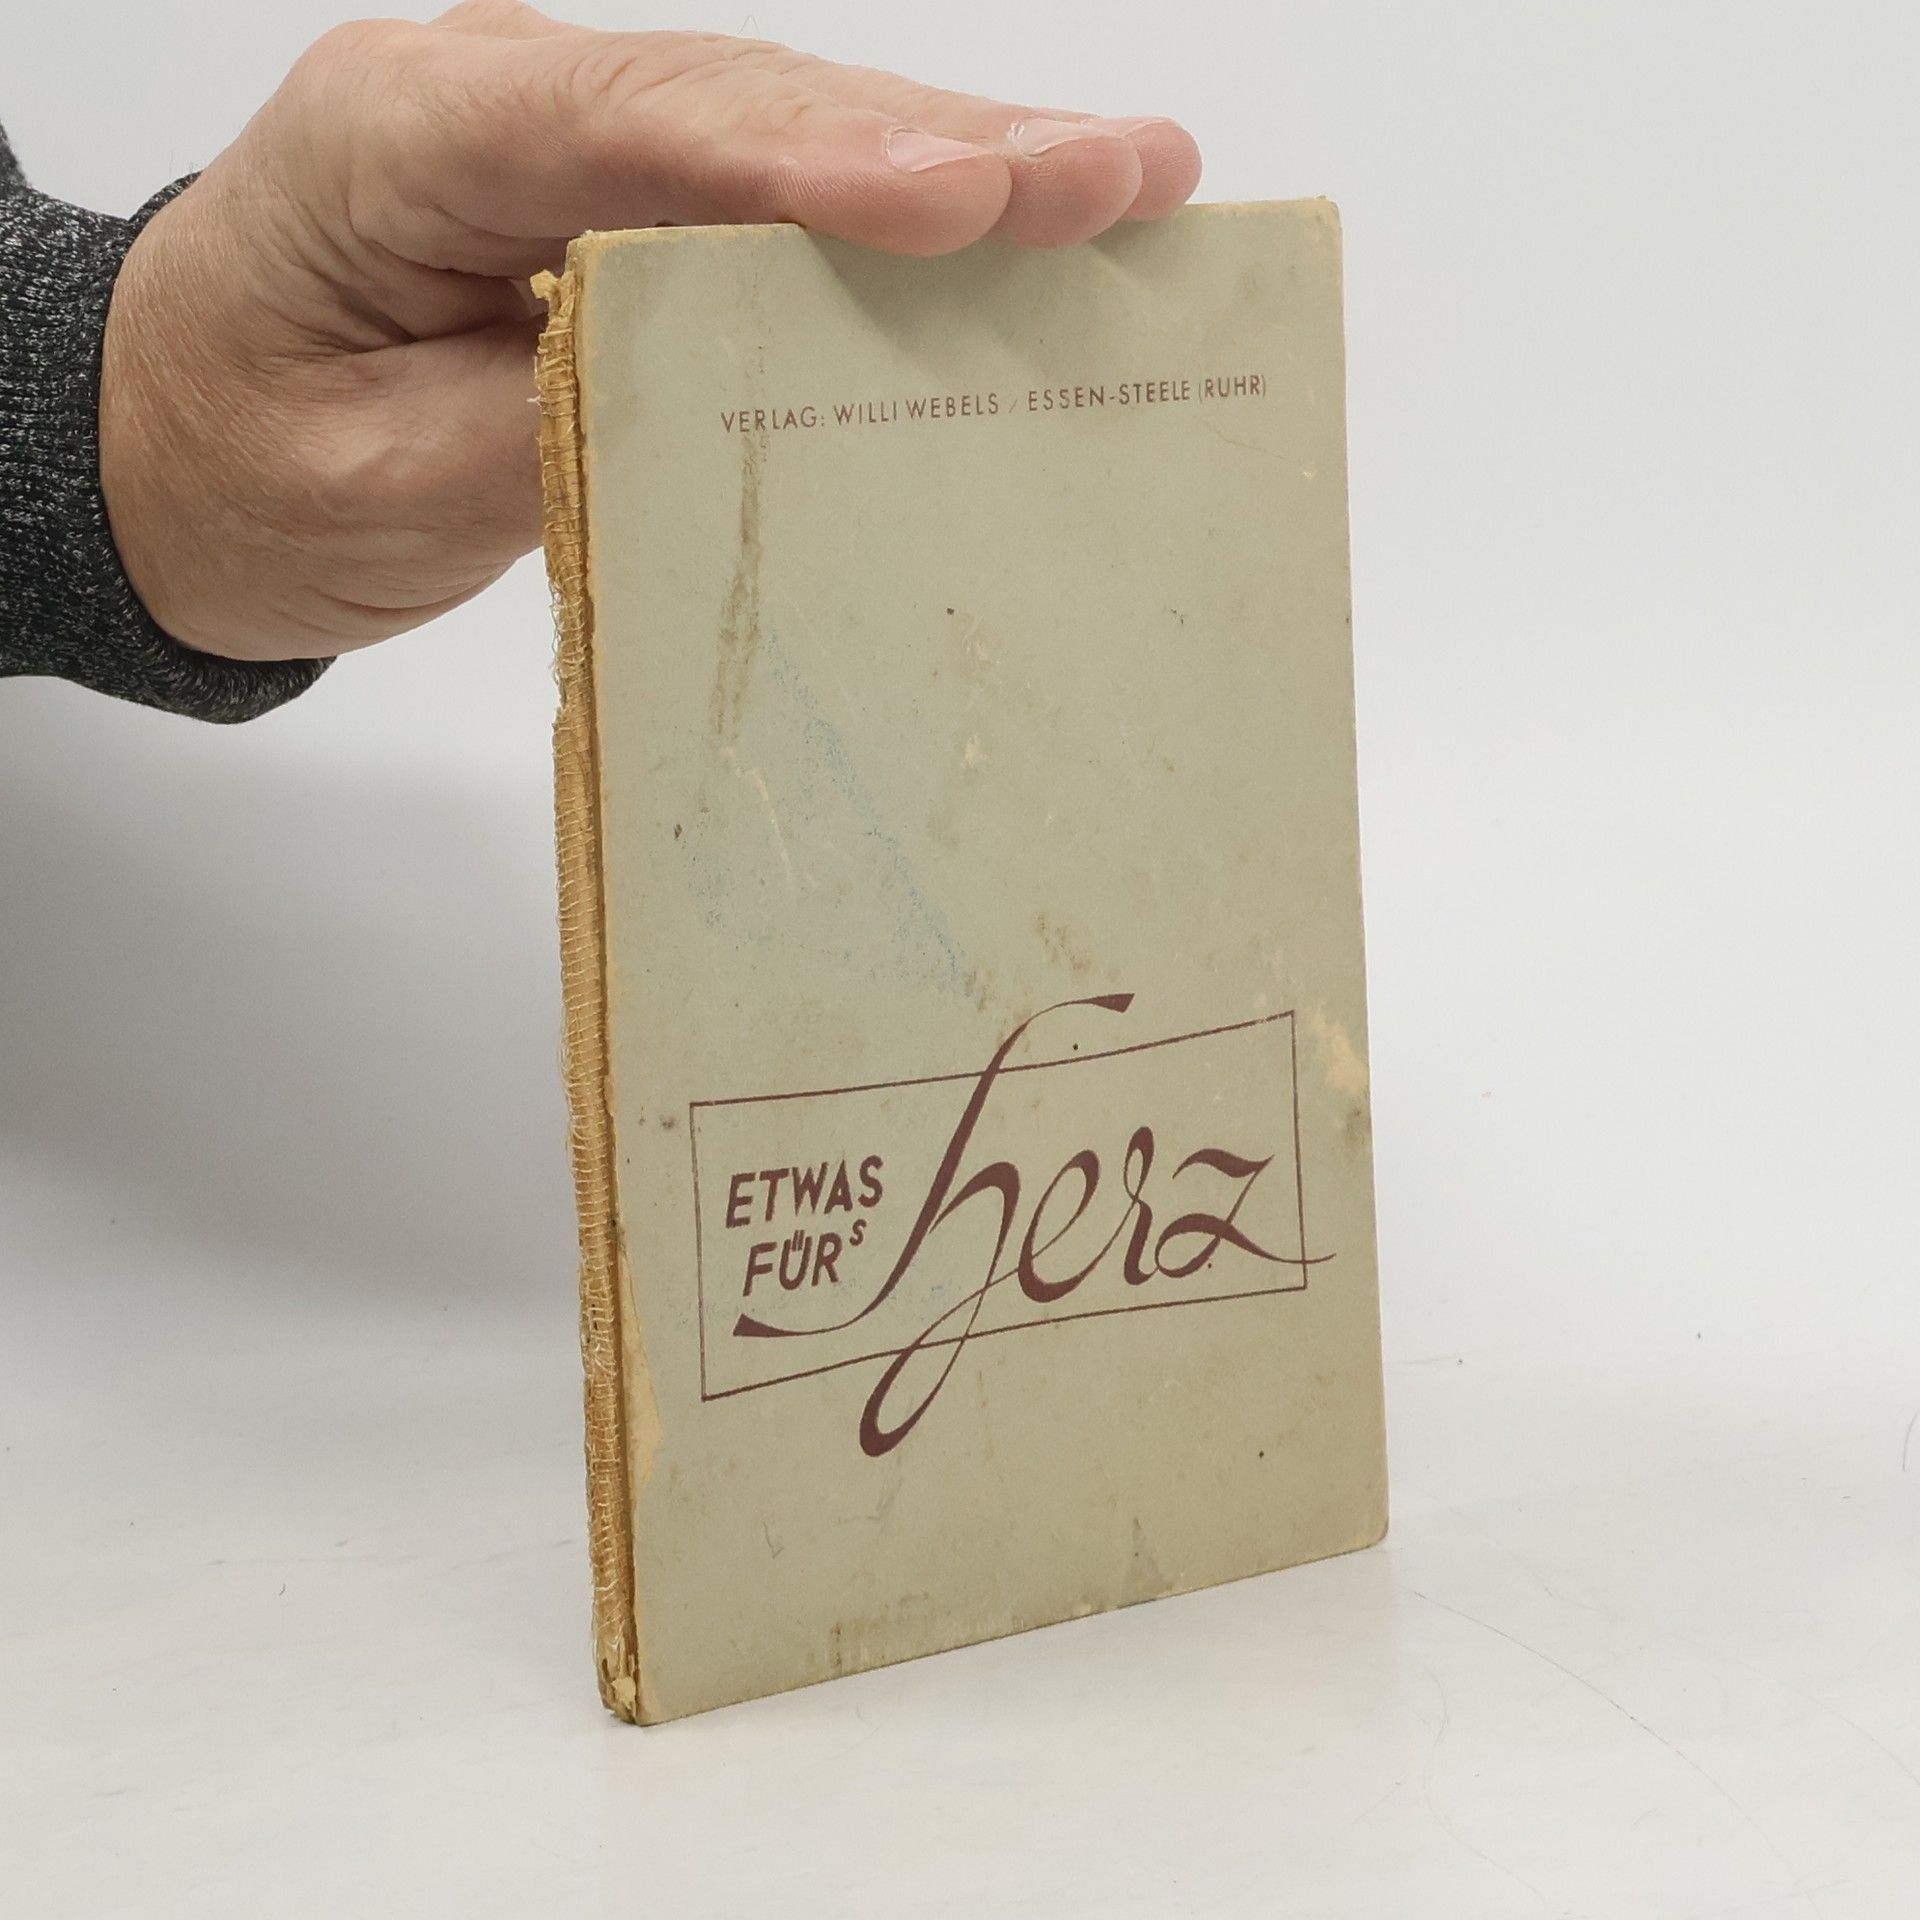 VERLAG: WILLI WEBELS / ESSEN-STEELE (RUHR)
ETWAS
FÜRS Herz